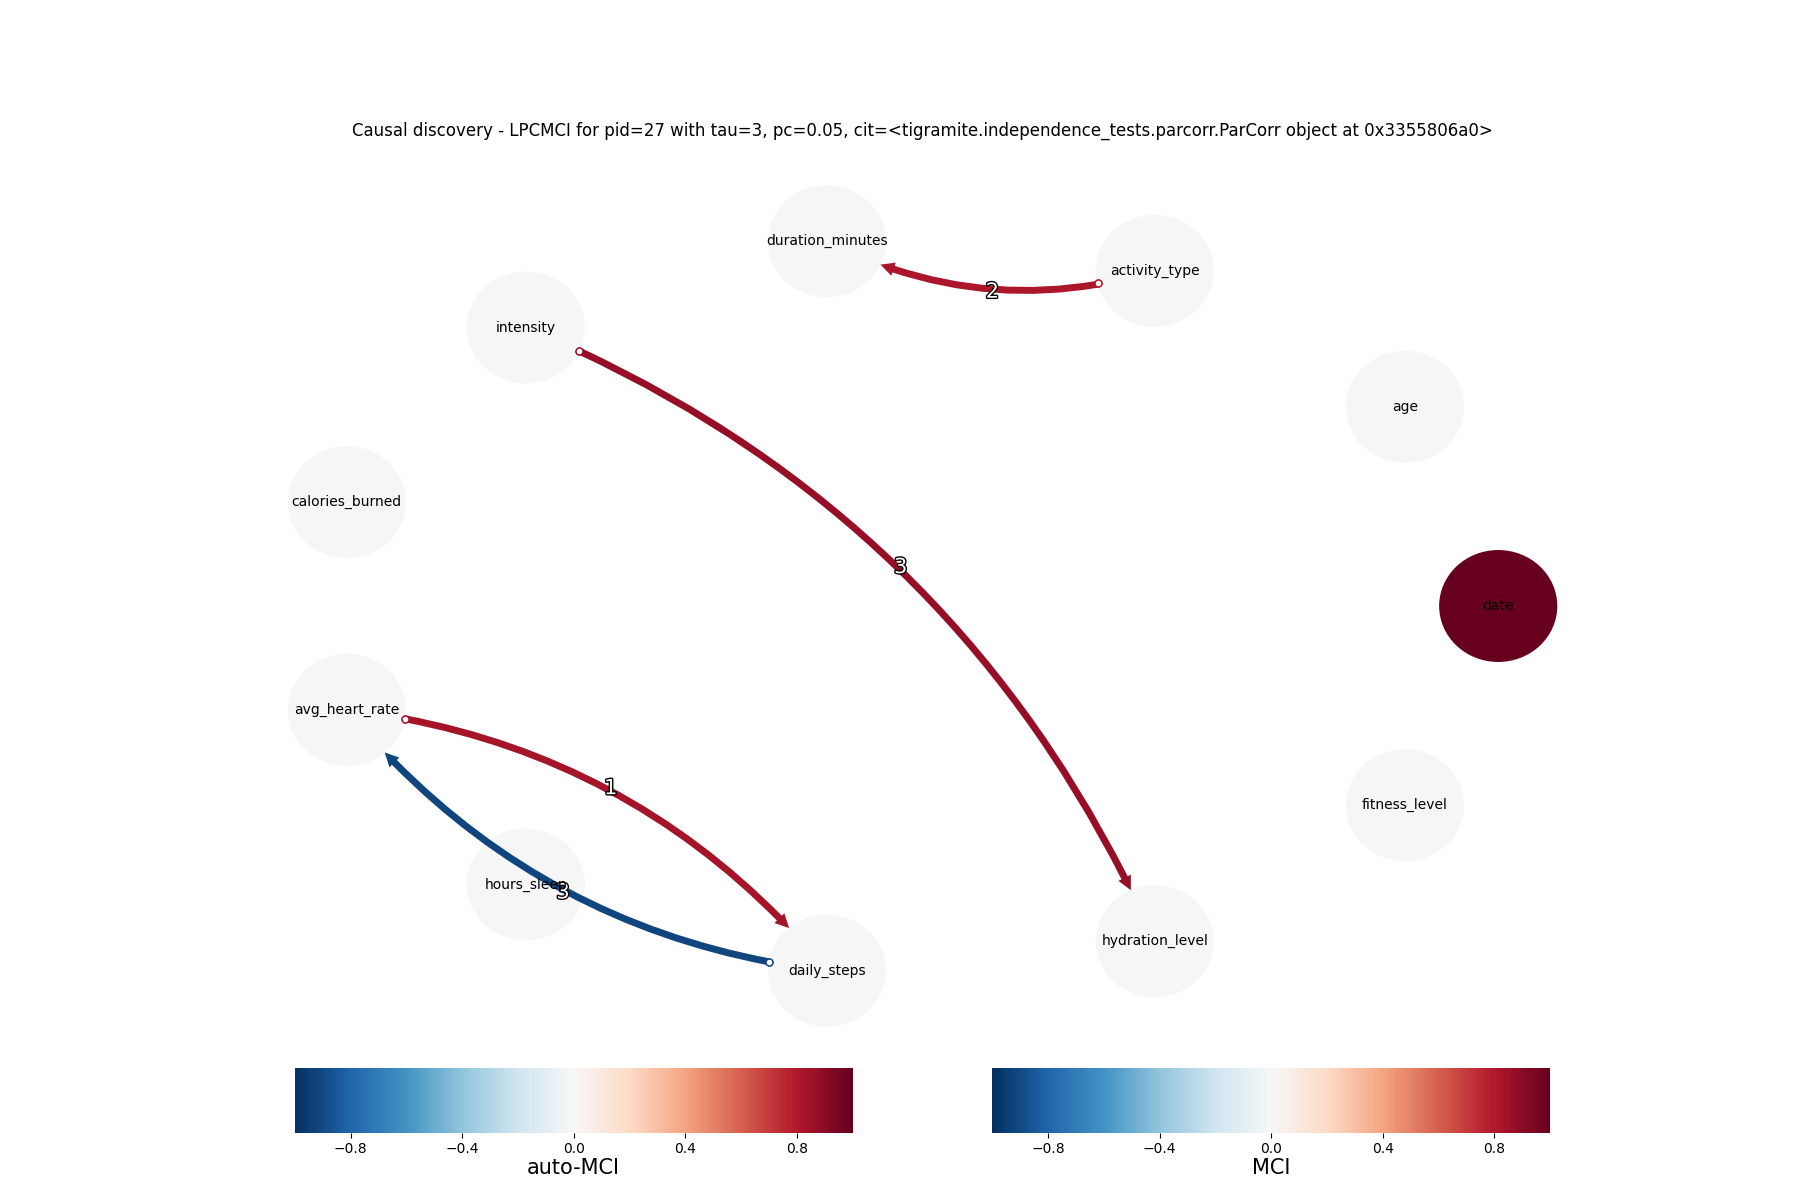 Causal discovery - LPCMCI for pid=27 with tau=3, pc=0.05, cit=<tigramite.independence_tests.parcorr.ParCorr object at 0x3355806a0>
duration_minutes
activity_type
2
intensity
age
calories_burned
3
date
avg_heart_rate
1
fitness_level
hours_sleep
3
hydration_level
daily_steps
−0.8 −0.4 0.0 0.4 0.8
auto-MCI
−0.8 −0.4 0.0 0.4 0.8
MCI